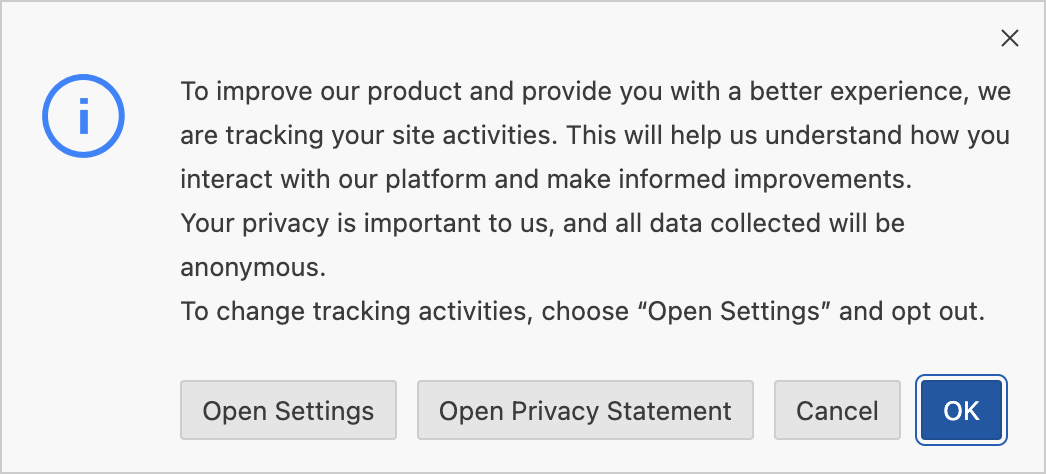 To improve our product and provide you with a better experience, we
are tracking your site activities. This will help us understand how you
interact with our platform and make informed improvements.
Your privacy is important to us, and all data collected will be
anonymous.
To change tracking activities, choose “Open Settings” and opt out.
Open Settings Open Privacy Statement Cancel OK